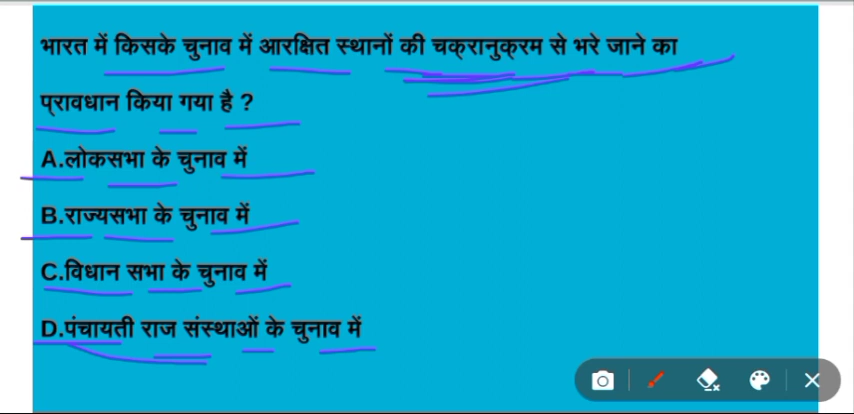 भारत में किसके चुनाव में आरक्षित स्थानों की चक्रानुक्रम से भरे जाने का
प्रावधान किया गया है ?
A.लोकसभा के चुनाव में
B.राज्यसभा के चुनाव में
C.विधान सभा के चुनाव में
D.पंचायती राज संस्थाओं के चुनाव में